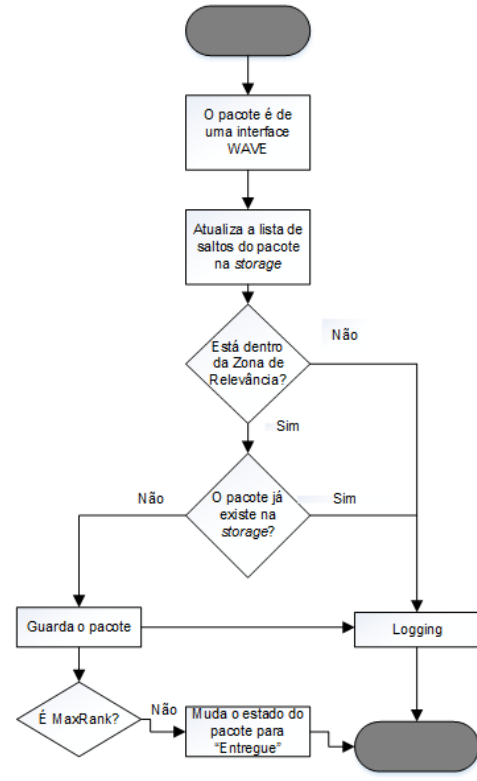 O pacote é de
uma interface
WAVE
Atualiza a lista de
saltos do pacote
na storage
Não
Está dentro
da Zona de
Relevância?
Sim
Não
O pacote já
existe na
storage?
Sim
Guarda o pacote
Logging
É MaxRank?
Não
Muda o estado do
pacote para
“Entregue”